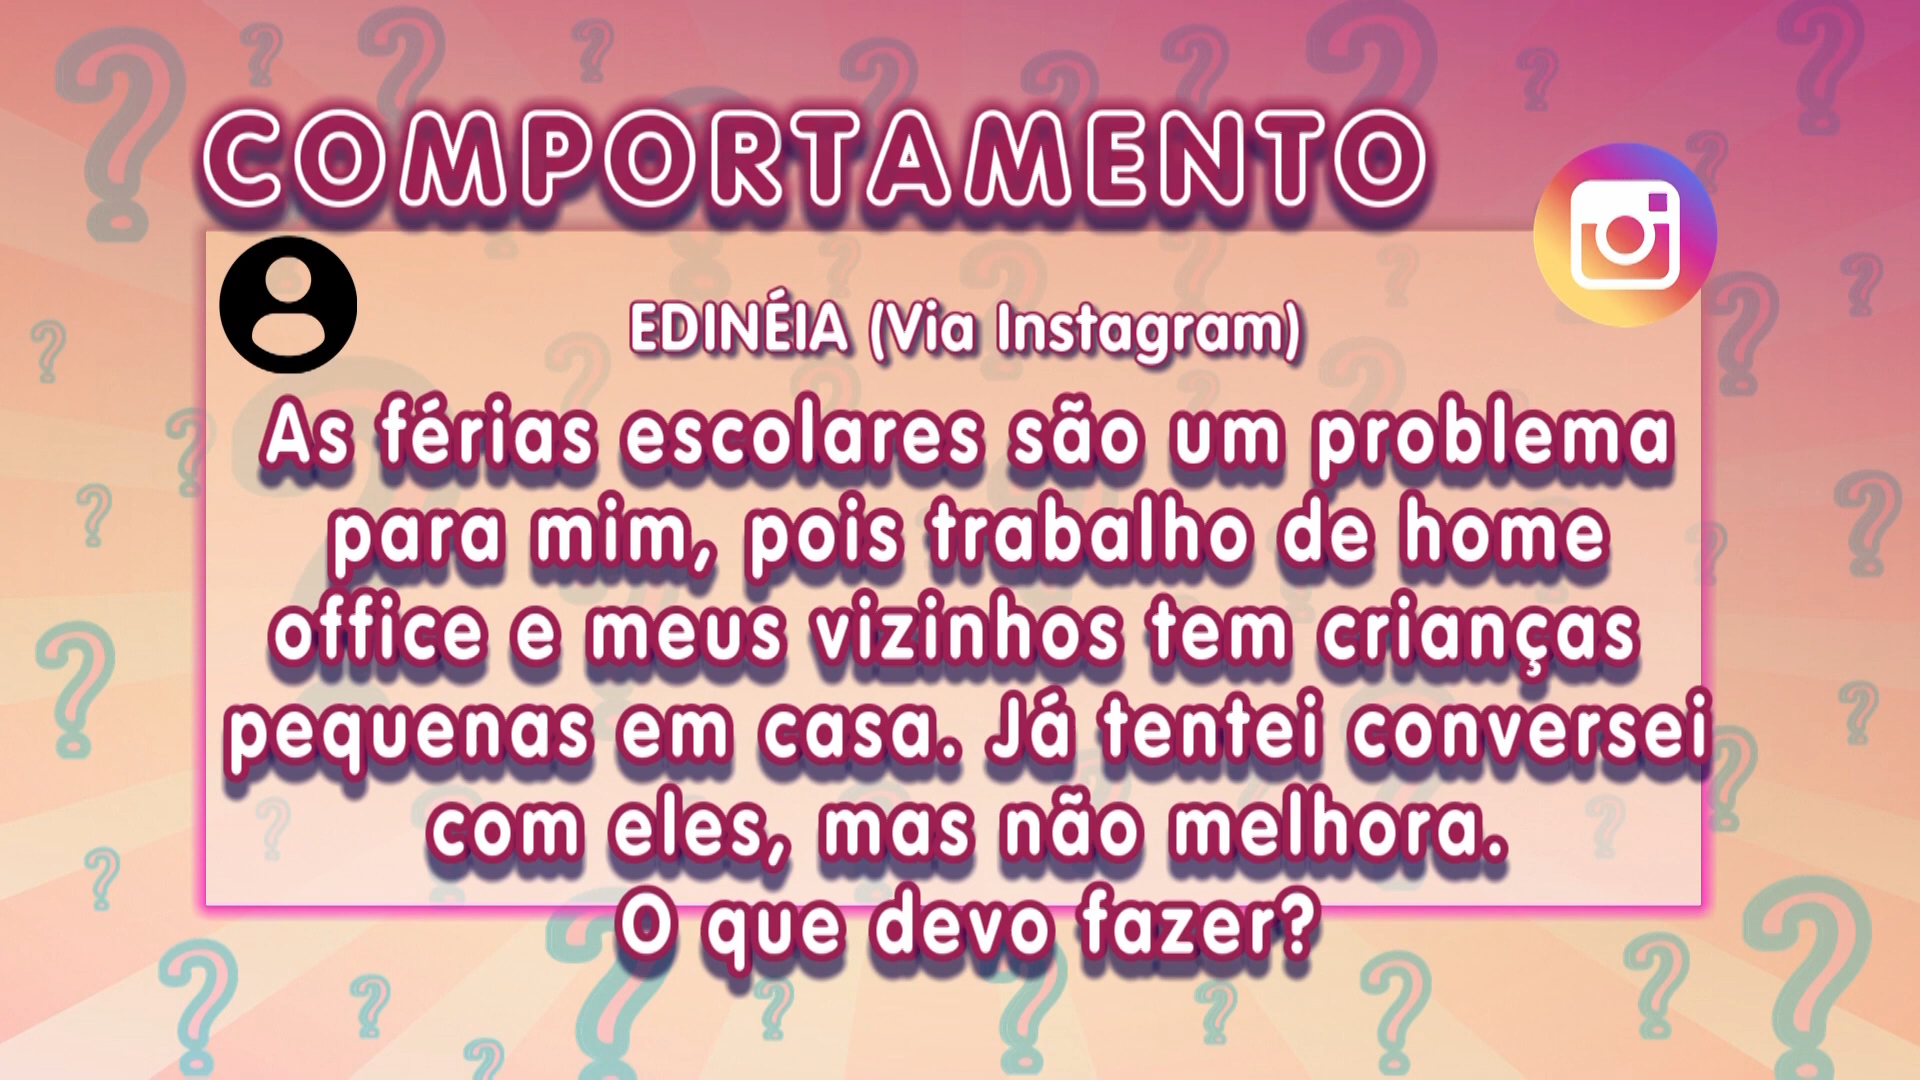 COMPORTAMENTO
EDINÉIA (Via Instagram)
As férias escolares são um problema
para mim, pois trabalho de home
office e meus vizinhos tem crianças
pequenas em casa. Já tentei conversei
com eles, mas não melhora.
O que devo fazer?